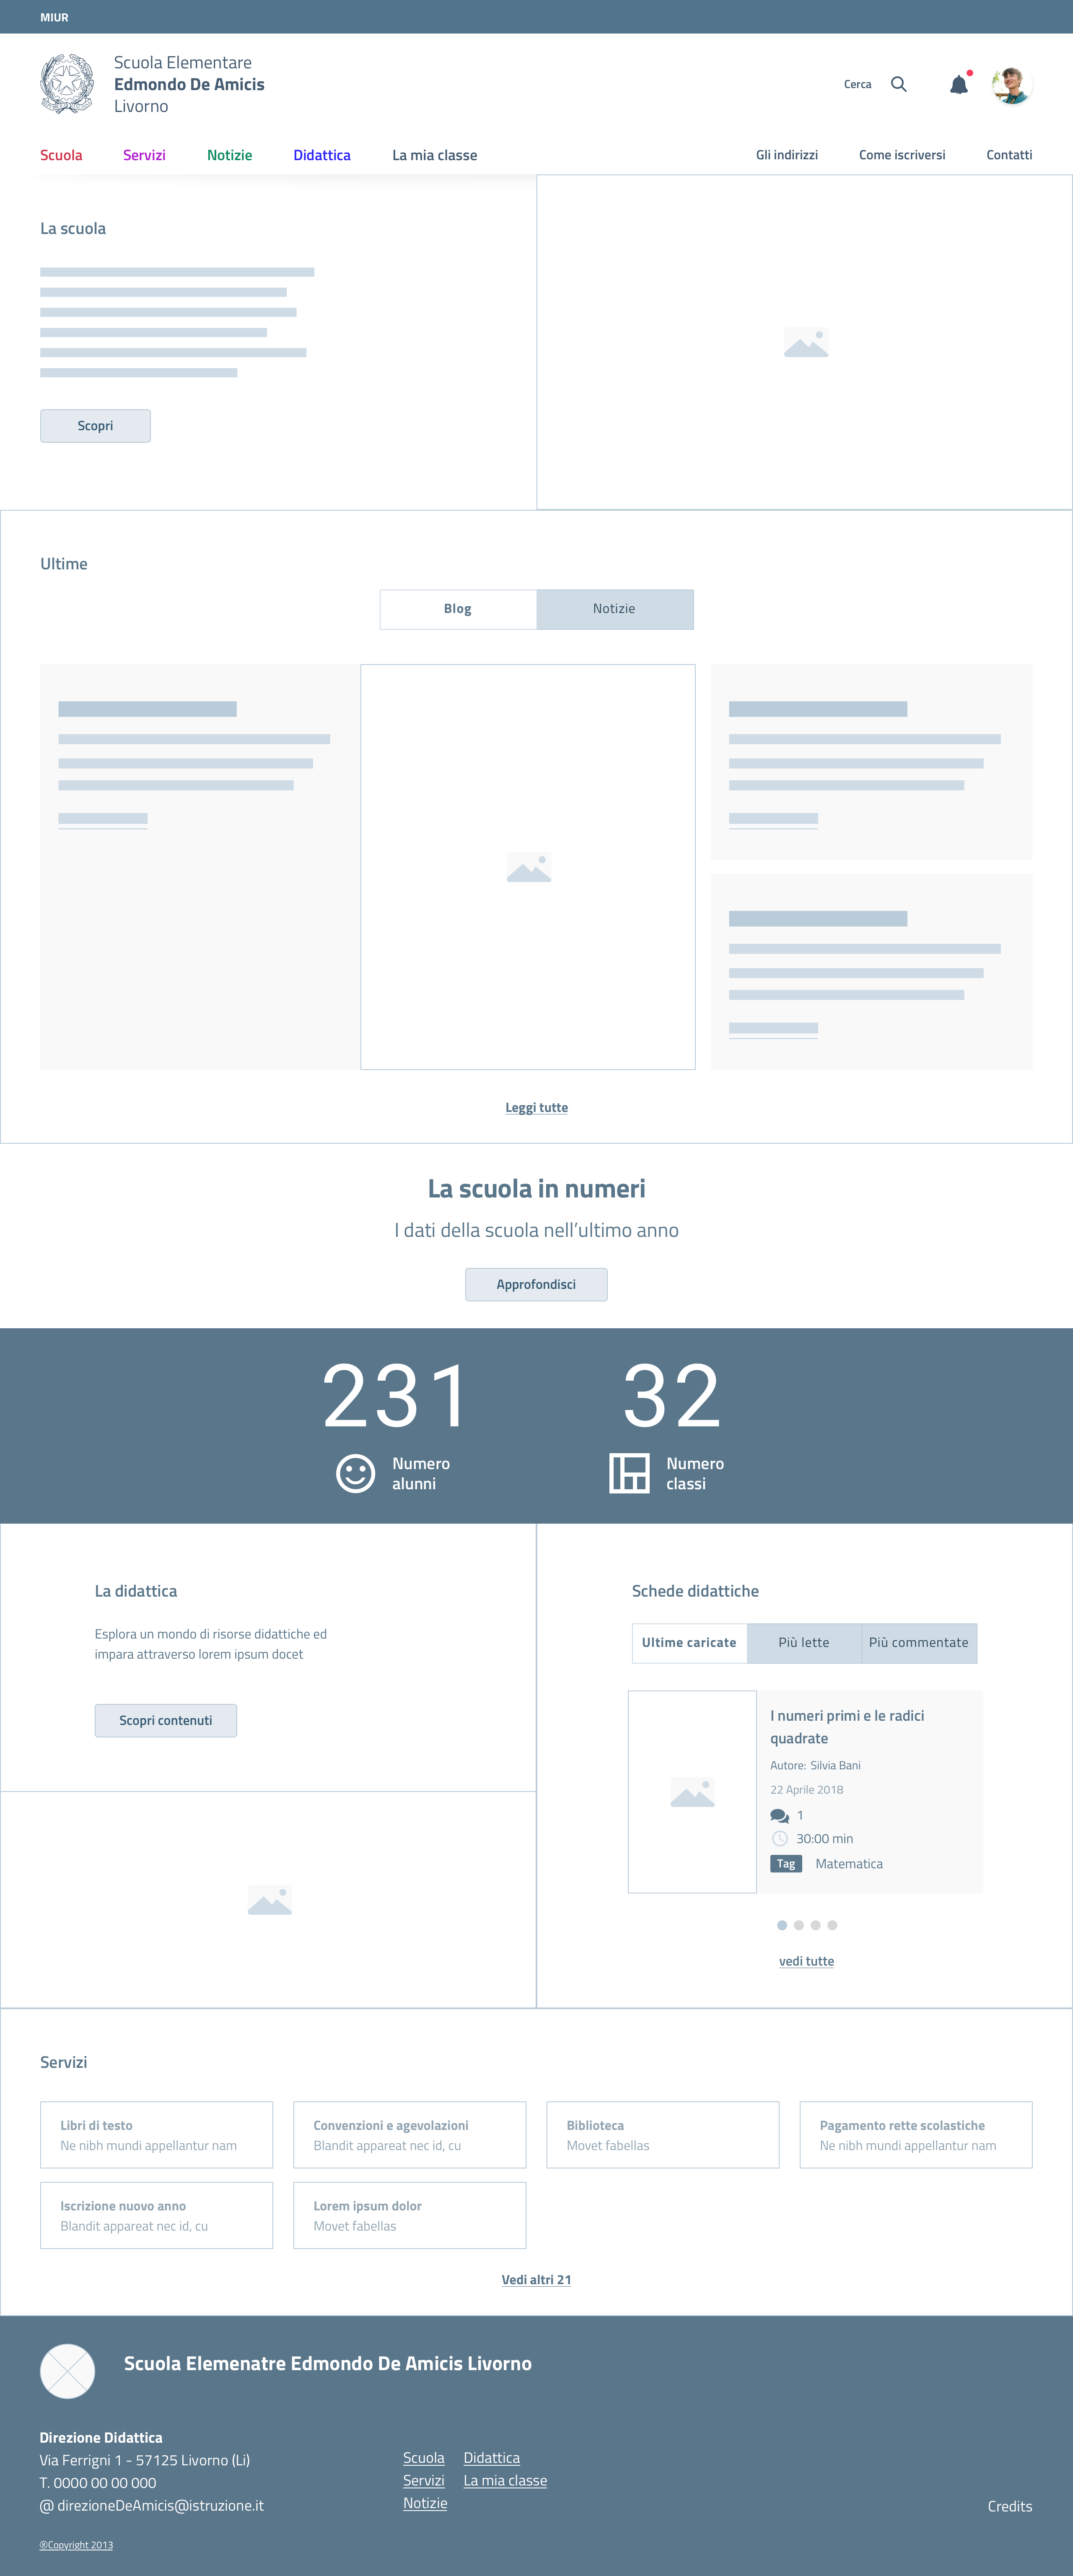 MIUR
Scuola Elementare
Edmondo De Amicis
Livorno
Cerca
Scuola Servizi Notizie Didattica La mia classe Gli indirizzi Come iscriversi Contatti
La scuola
Scopri
Ultime
Blog Notizie
Leggi tutte
La scuola in numeri
I dati della scuola nell’ultimo anno
Approfondisci
231
Numero
alunni
32
Numero
classi
La didattica
Esplora un mondo di risorse didattiche ed
impara attraverso lorem ipsum docet
Scopri contenuti
Schede didattiche
Ultime caricate Più lette Più commentate
I numeri primi e le radici
quadrate
Autore: Silvia Bani
22 Aprile 2018
1
30:00 min
Tag Matematica
vedi tutte
Servizi
Libri di testo
Ne nibh mundi appellantur nam
Convenzioni e agevolazioni
Blandit appareat nec id, cu
Biblioteca
Movet fabellas
Pagamento rette scolastiche
Ne nibh mundi appellantur nam
Iscrizione nuovo anno
Blandit appareat nec id, cu
Lorem ipsum dolor
Movet fabellas
Vedi altri 21
Scuola Elemenatre Edmondo De Amicis Livorno
Direzione Didattica
Via Ferrigni 1 - 57125 Livorno (Li)
T. 0000 00 00 000
@ direzioneDeAmicis@istruzione.it
Scuola Didattica
Servizi La mia classe
Notizie
Credits
®Copyright 2013